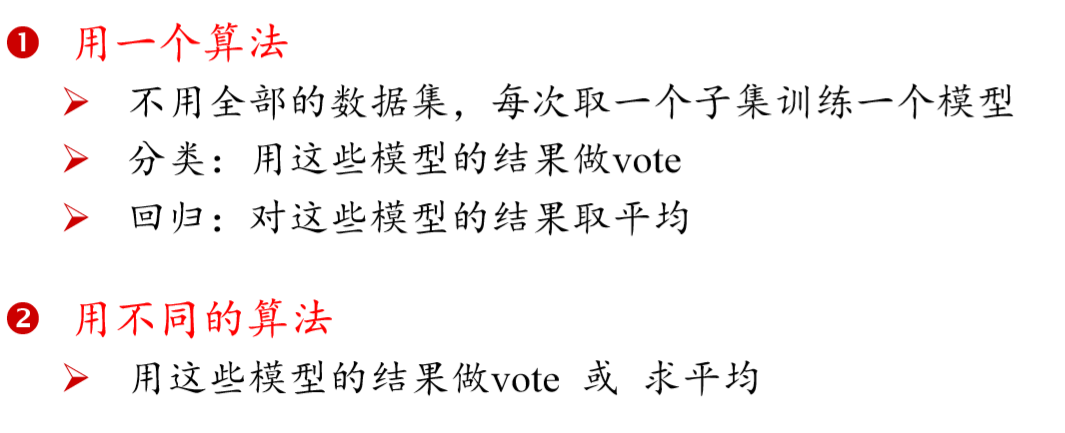 ❶ 用一个算法
➢ 不用全部的数据集，每次取一个子集训练一个模型
➢ 分类：用这些模型的结果做vote
➢ 回归：对这些模型的结果取平均
❷ 用不同的算法
➢ 用这些模型的结果做vote 或 求平均